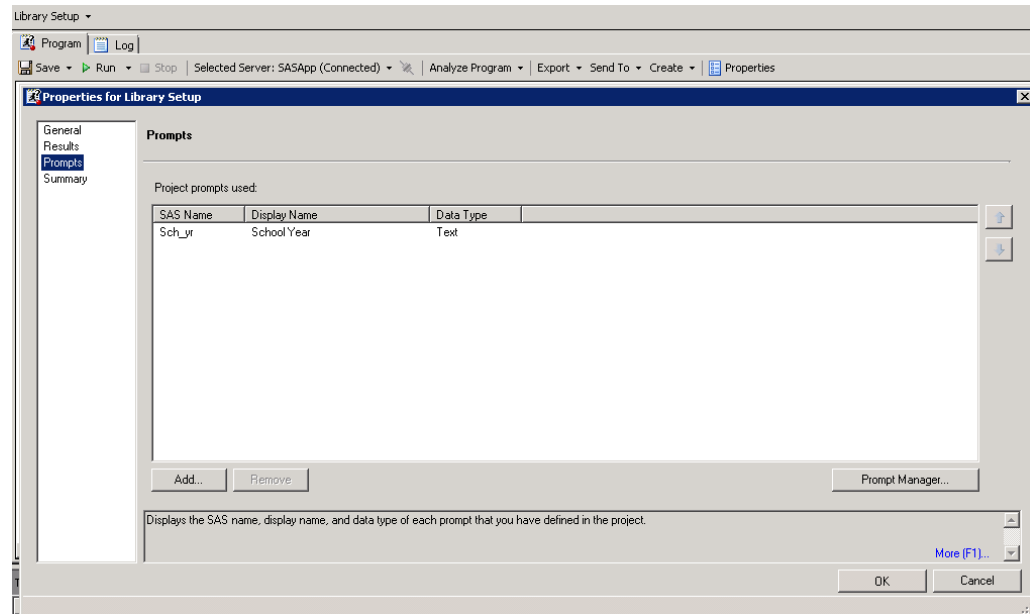 Library Setup
Program Log
Save Run Stop Selected Server: SASApp (Connected) Analyze Program Export Send To Create Properties
Properties for Library Setup
General
Results
Prompts
Summary
Prompts
Project prompts used:
SAS Name Display Name Data Type
Sch_yr School Year Text
Add... Remove Prompt Manager...
Displays the SAS name, display name, and data type of each prompt that you have defined in the project.
More (F1)...
OK Cancel